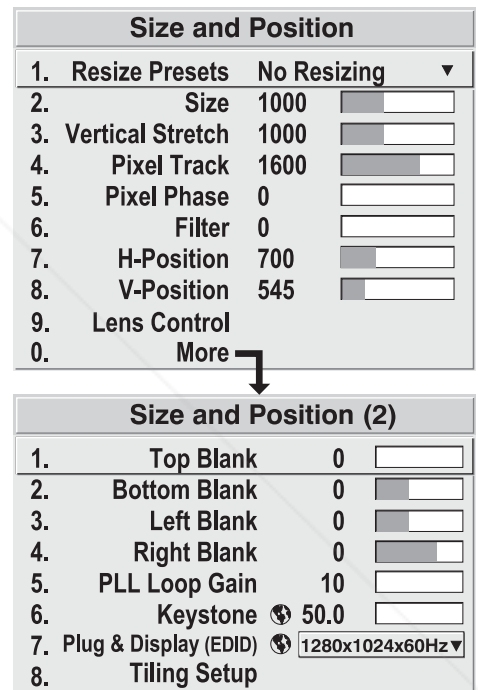 Size and Position
1. Resize Presets No Resizing ▼
2. Size 1000
3. Vertical Stretch 1000
4. Pixel Track 1600
5. Pixel Phase 0
6. Filter 0
7. H-Position 700
8. V-Position 545
9. Lens Control
0. More
Size and Position (2)
1. Top Blank 0
2. Bottom Blank 0
3. Left Blank 0
4. Right Blank 0
5. PLL Loop Gain 10
6. Keystone 50.0
7. Plug & Display (EDID) 1280x1024x60Hz ▼
8. Tiling Setup